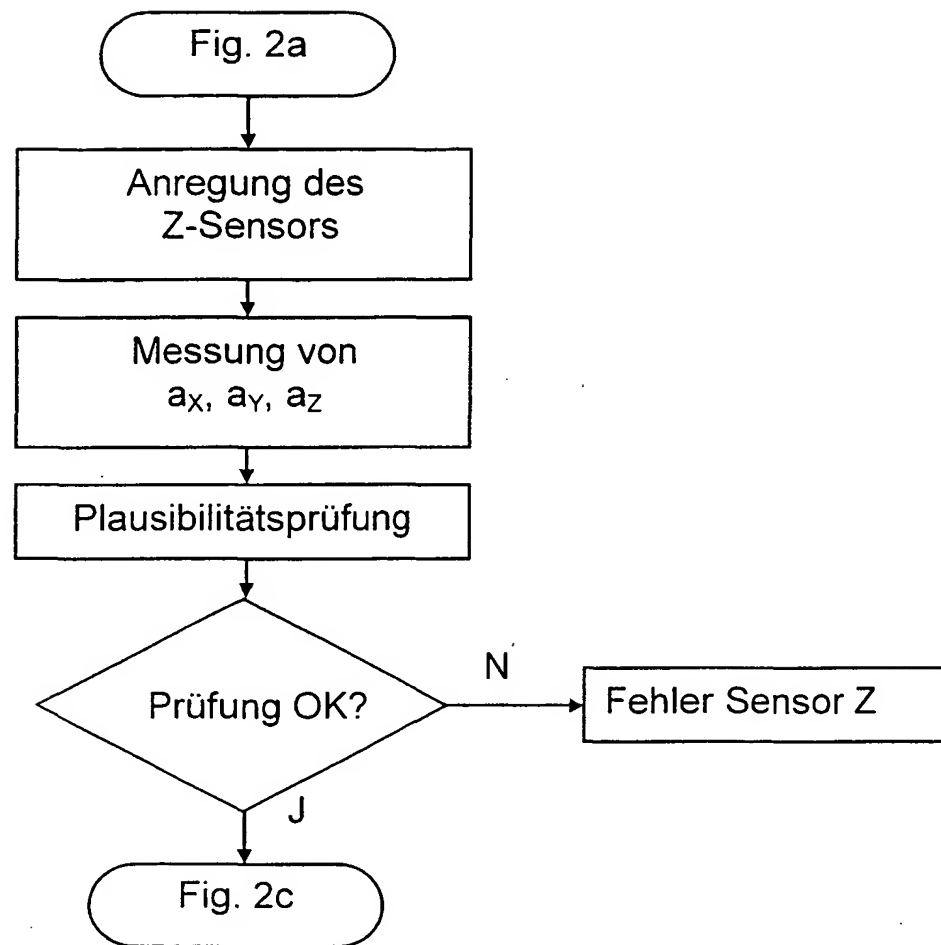 Fig. 2a
Anregung des
Z-Sensors
Messung von
aX, aY, aZ
Plausibilitätsprüfung
Prüfung OK?
N
Fehler Sensor Z
J
Fig. 2c